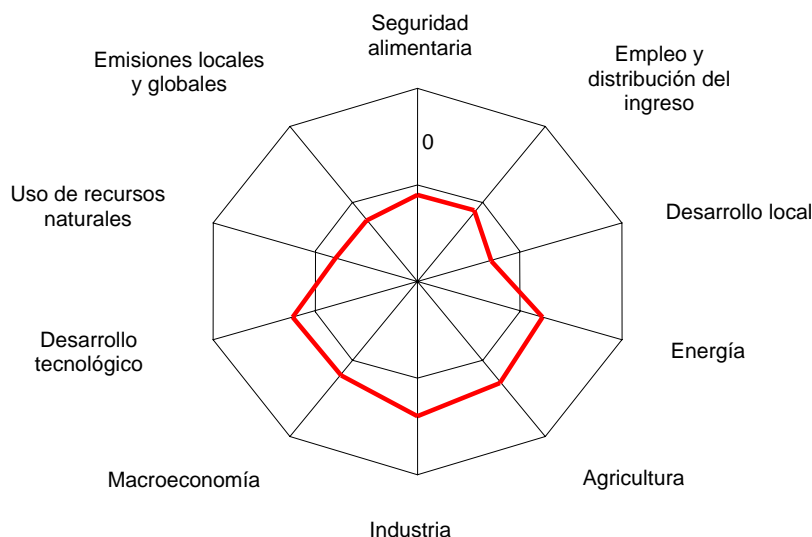 Seguridad
alimentaria
Empleo y
distribución del
ingreso
Desarrollo local
Energía
Agricultura
Industria
Macroeconomía
Desarrollo
tecnológico
Uso de recursos
naturales
Emisiones locales
y globales
0